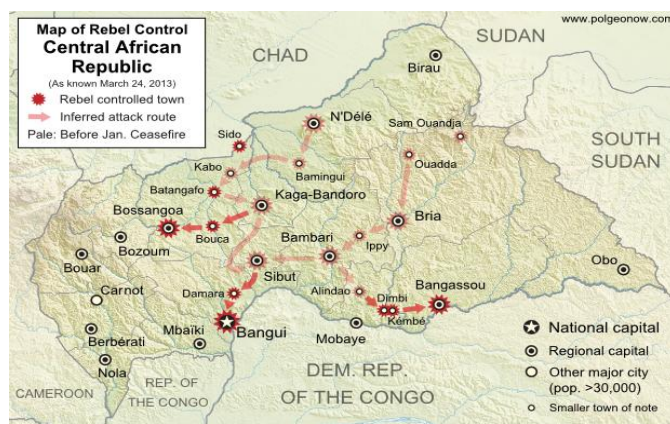 www.polgeonow.com
Map of Rebel Control
Central African
Republic
(As known March 24, 2013)
Rebel controlled town
Inferred attack route
Pale: Before Jan. Ceasefire
CHAD
SUDAN
SOUTH
SUDAN
Birau
N'Délé
Sam Ouandja
Sido
Kabo
Bamingui
Ouadda
Batangafo
Kaga-Bandoro
Bossangoa
Bouca
Bria
Bozoum
Bambari
Ippy
Bouar
Sibut
Obo
Carnot
Damara
Alindao
Dimbi
Bangassou
Kémbé
Berbérati
Mbaïki
Bangui
Mobaye
Nola
National capital
Regional capital
Other major city
(pop. >30,000)
Smaller town of note
CAMEROON
REP. OF
THE CONGO
DEM. REP.
OF THE CONGO